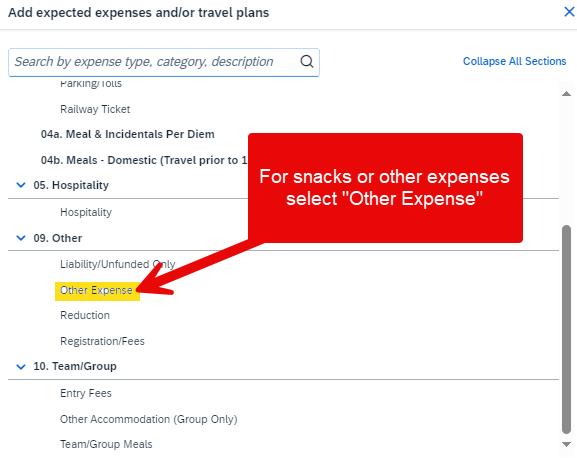 Add expected expenses and/or travel plans
Search by expense type, category, description
Collapse All Sections
Parking/Tolls
Railway Ticket
04a. Meal & Incidentals Per Diem
04b. Meals - Domestic (Travel prior to 1
For snacks or other expenses
select "Other Expense"
05. Hospitality
Hospitality
09. Other
Liability/Unfunded Only
Other Expense
Reduction
Registration/Fees
10. Team/Group
Entry Fees
Other Accommodation (Group Only)
Team/Group Meals